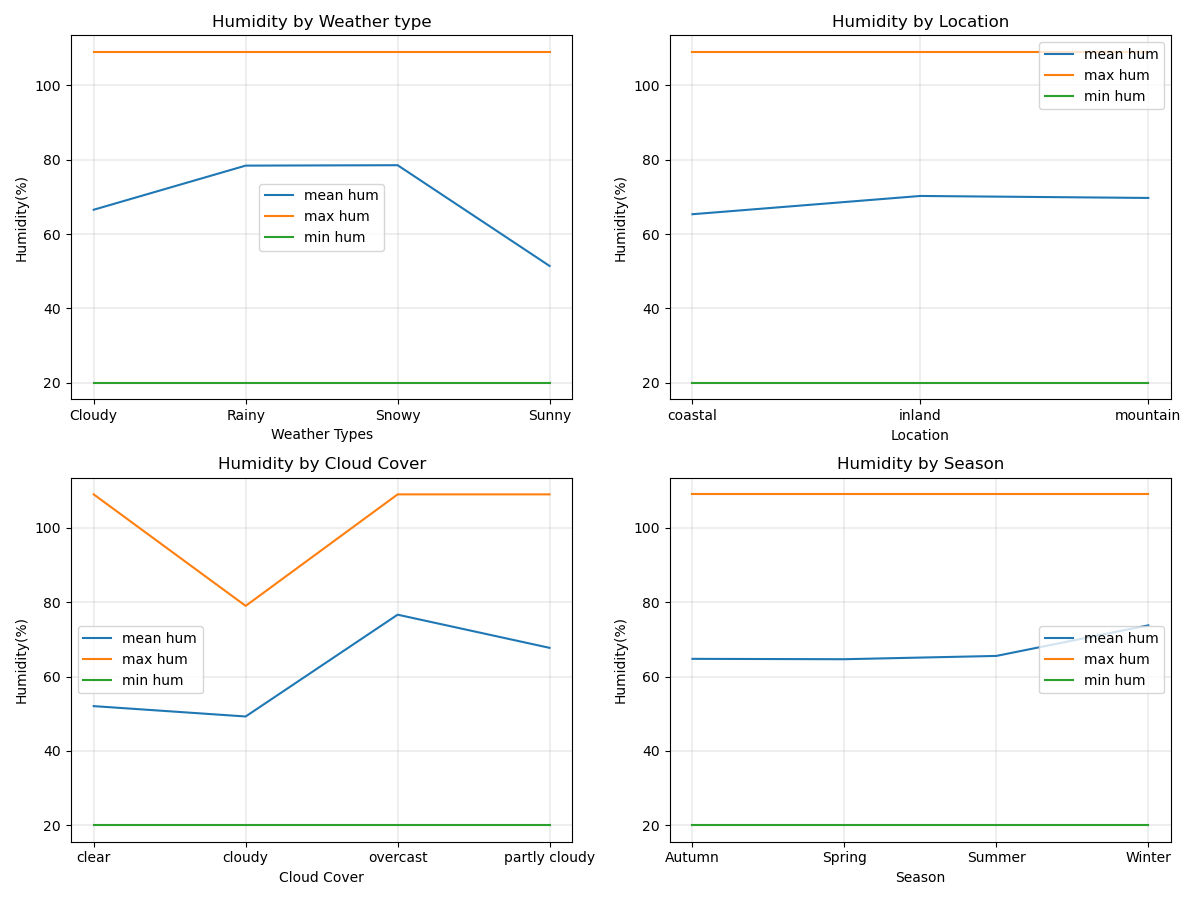 Humidity by Weather type
Humidity(%)
100
80
60
40
20
mean hum
max hum
min hum
Cloudy Rainy Snowy Sunny
Weather Types
Humidity by Location
Humidity(%)
100
80
60
40
20
mean hum
max hum
min hum
coastal inland mountain
Location
Humidity by Cloud Cover
Humidity(%)
100
80
60
40
20
mean hum
max hum
min hum
clear cloudy overcast partly cloudy
Cloud Cover
Humidity by Season
Humidity(%)
100
80
60
40
20
mean hum
max hum
min hum
Autumn Spring Summer Winter
Season